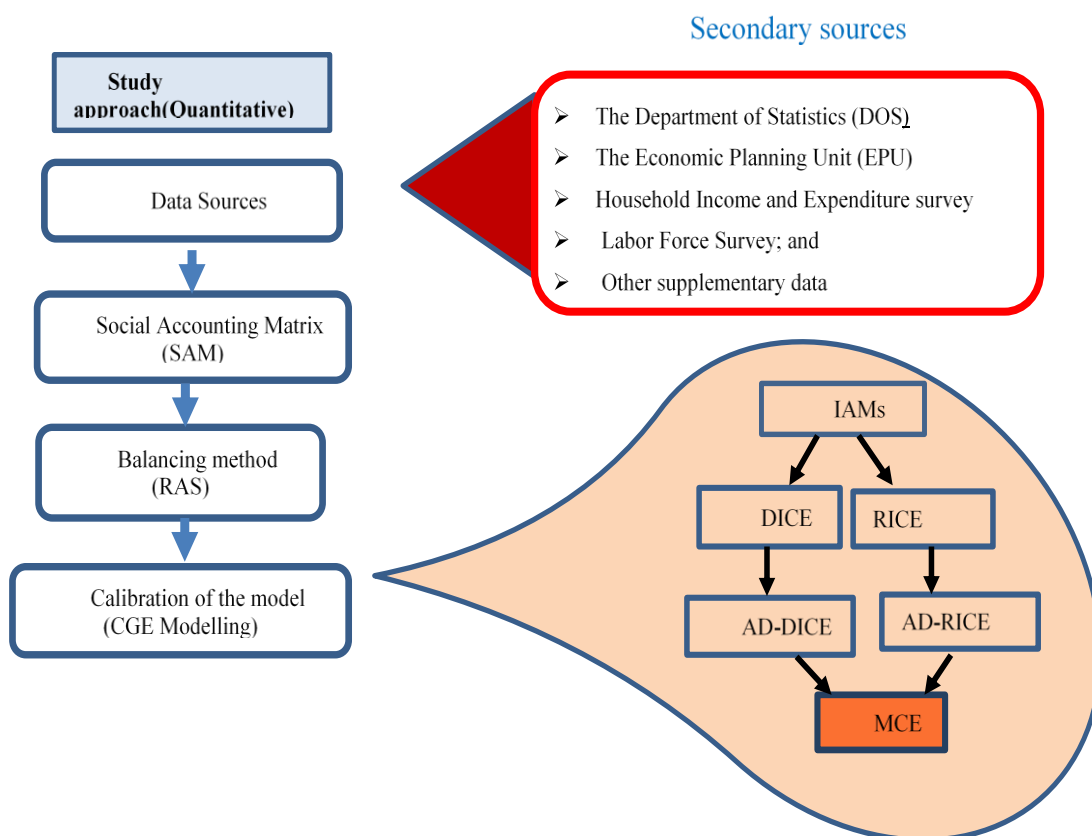 Secondary sources
Study
approach(Quantitative)
Data Sources
Social Accounting Matrix
(SAM)
Balancing method
(RAS)
Calibration of the model
(CGE Modelling)
➢ The Department of Statistics (DOS)
➢ The Economic Planning Unit (EPU)
➢ Household Income and Expenditure survey
➢ Labor Force Survey; and
➢ Other supplementary data
IAMs
DICE
RICE
AD-DICE
AD-RICE
MCE